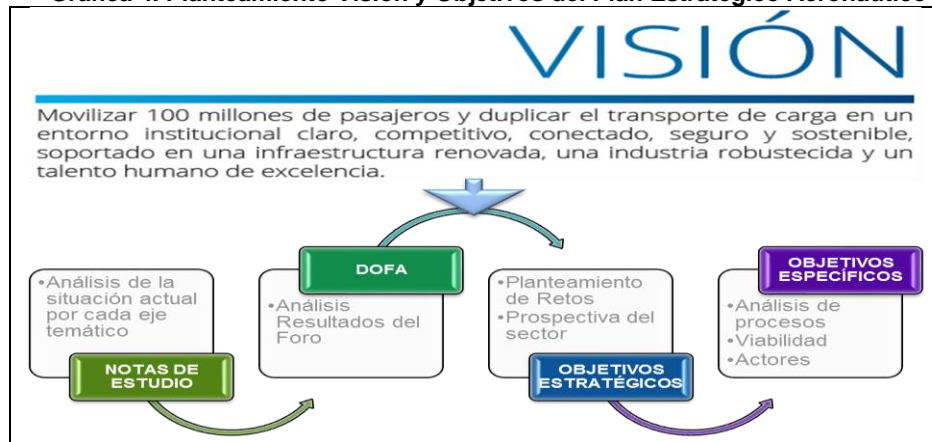 VISIÓN
Movilizar 100 millones de pasajeros y duplicar el transporte de carga en un
entorno institucional claro, competitivo, conectado, seguro y sostenible,
soportado en una infraestructura renovada, una industria robustecida y un
talento humano de excelencia.
•Análisis de la
situación actual
por cada eje
temático
NOTAS DE
ESTUDIO
DOFA
•Análisis
Resultados del
Foro
•Planteamiento
de Retos
•Prospectiva del
sector
OBJETIVOS
ESTRATÉGICOS
OBJETIVOS
ESPECÍFICOS
•Análisis de
procesos
•Viabilidad
•Actores